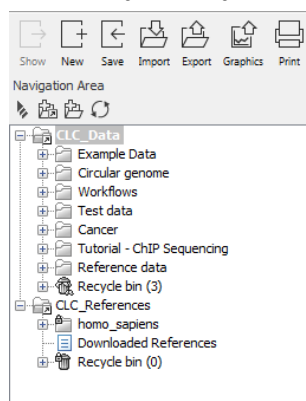 Show New Save Import Export Graphics Print
Navigation Area
CLC_Data
Example Data
Circular genome
Workflows
Test data
Cancer
Tutorial - ChIP Sequencing
Reference data
Recycle bin (3)
CLC_References
homo_sapiens
Downloaded References
Recycle bin (0)